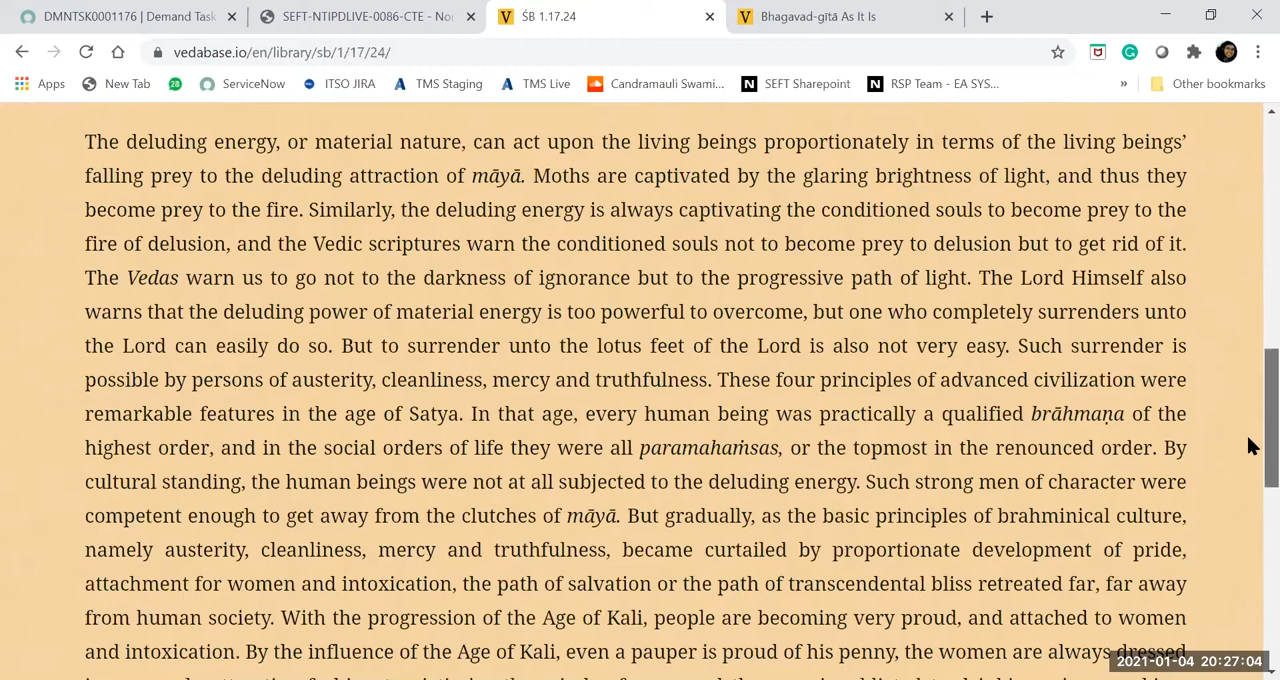 DMNTSK0001176 | Demand Task
SEFT-NTIPDLIVE-0086-CTE - No
ŚB 1.17.24
Bhagavad-gītā As It Is
vedabase.io/en/library/sb/1/17/24/
Apps
New Tab
28
ServiceNow
ITSO JIRA
TMS Staging
TMS Live
Candramauli Swami...
SEFT Sharepoint
RSP Team - EA SYS...
»
Other bookmarks
The deluding energy, or material nature, can act upon the living beings proportionately in terms of the living beings’
falling prey to the deluding attraction of māyā. Moths are captivated by the glaring brightness of light, and thus they
become prey to the fire. Similarly, the deluding energy is always captivating the conditioned souls to become prey to the
fire of delusion, and the Vedic scriptures warn the conditioned souls not to become prey to delusion but to get rid of it.
The Vedas warn us to go not to the darkness of ignorance but to the progressive path of light. The Lord Himself also
warns that the deluding power of material energy is too powerful to overcome, but one who completely surrenders unto
the Lord can easily do so. But to surrender unto the lotus feet of the Lord is also not very easy. Such surrender is
possible by persons of austerity, cleanliness, mercy and truthfulness. These four principles of advanced civilization were
remarkable features in the age of Satya. In that age, every human being was practically a qualified brāhmaṇa of the
highest order, and in the social orders of life they were all paramahaṁsas, or the topmost in the renounced order. By
cultural standing, the human beings were not at all subjected to the deluding energy. Such strong men of character were
competent enough to get away from the clutches of māyā. But gradually, as the basic principles of brahminical culture,
namely austerity, cleanliness, mercy and truthfulness, became curtailed by proportionate development of pride,
attachment for women and intoxication, the path of salvation or the path of transcendental bliss retreated far, far away
from human society. With the progression of the Age of Kali, people are becoming very proud, and attached to women
and intoxication. By the influence of the Age of Kali, even a pauper is proud of his penny, the women are always dressed
2021-01-04 20:27:04